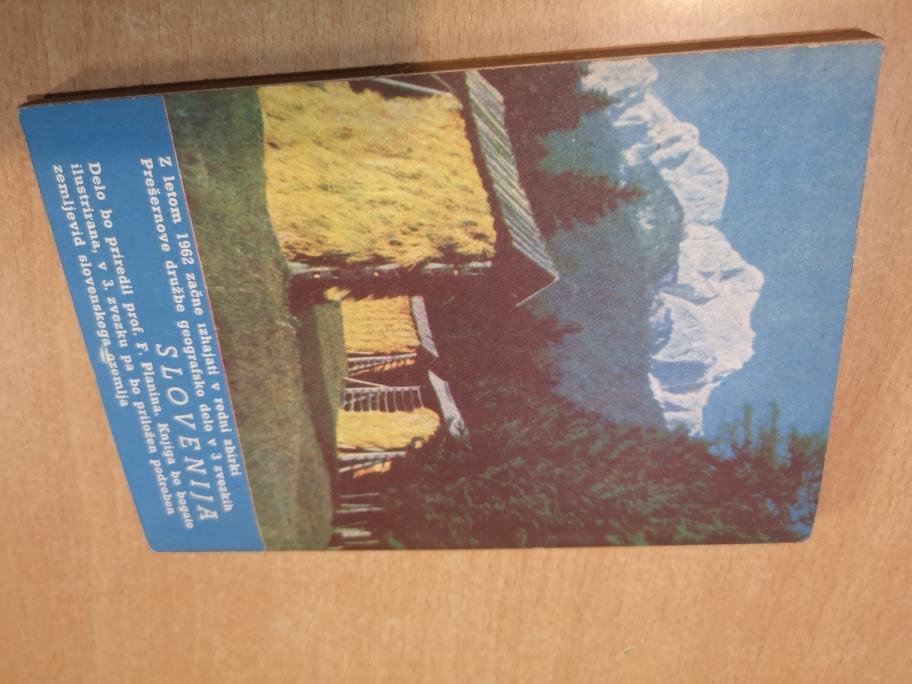 Z letom 1962 začne izhajati v redni zbirki
Prešernove družbe geografsko delo v 3 zvezkih
SLOVENIJA
Delo bo priredil prof. F. Planina. Knjiga bo bogato
ilustrirana, v 3. zvezku pa bo priložen podroben
zemljevid slovenskega ozemlja